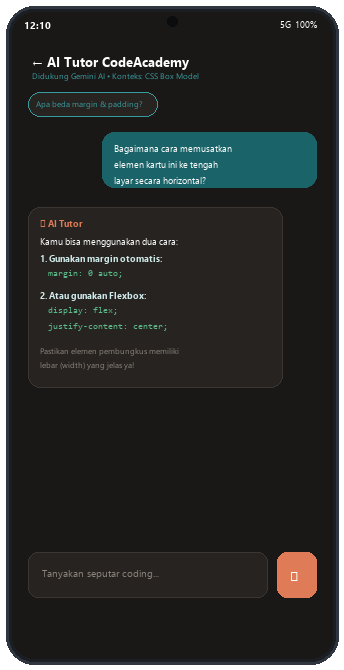 12:10
5G 100%
← AI Tutor CodeAcademy
Didukung Gemini AI • Konteks: CSS Box Model
Apa beda margin & padding?
Bagaimana cara memusatkan
elemen kartu ini ke tengah
layar secara horizontal?
AI Tutor
Kamu bisa menggunakan dua cara:
1. Gunakan margin otomatis:
margin: 0 auto;
2. Atau gunakan Flexbox:
display: flex;
justify-content: center;
Pastikan elemen pembungkus memiliki
lebar (width) yang jelas ya!
Tanyakan seputar coding...